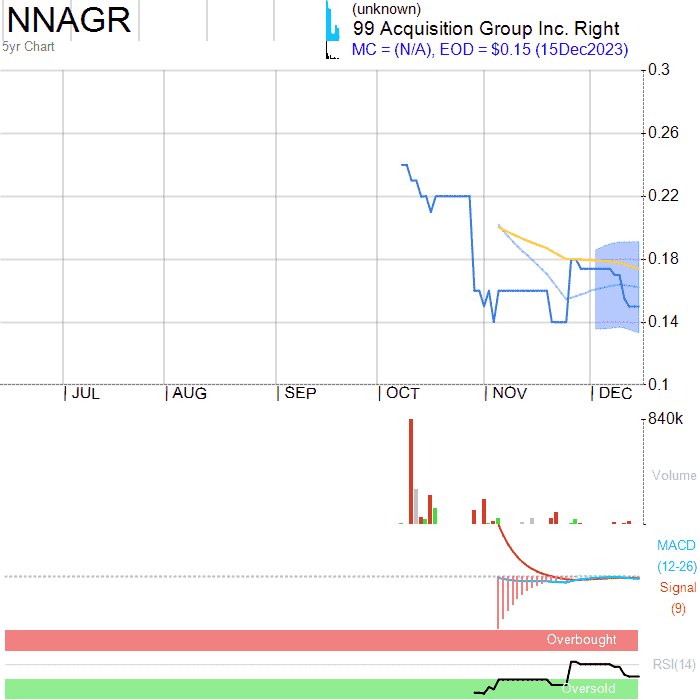 NNAGR
5yr Chart
(unknown)
99 Acquisition Group Inc. Right
MC = (N/A), EOD = $0.15 (15Dec2023)
0.3
0.26
0.22
0.18
0.14
0.1
JUL AUG SEP OCT NOV DEC
840k
Volume
MACD
(12-26)
Signal
(9)
Overbought
RSI(14)
Oversold